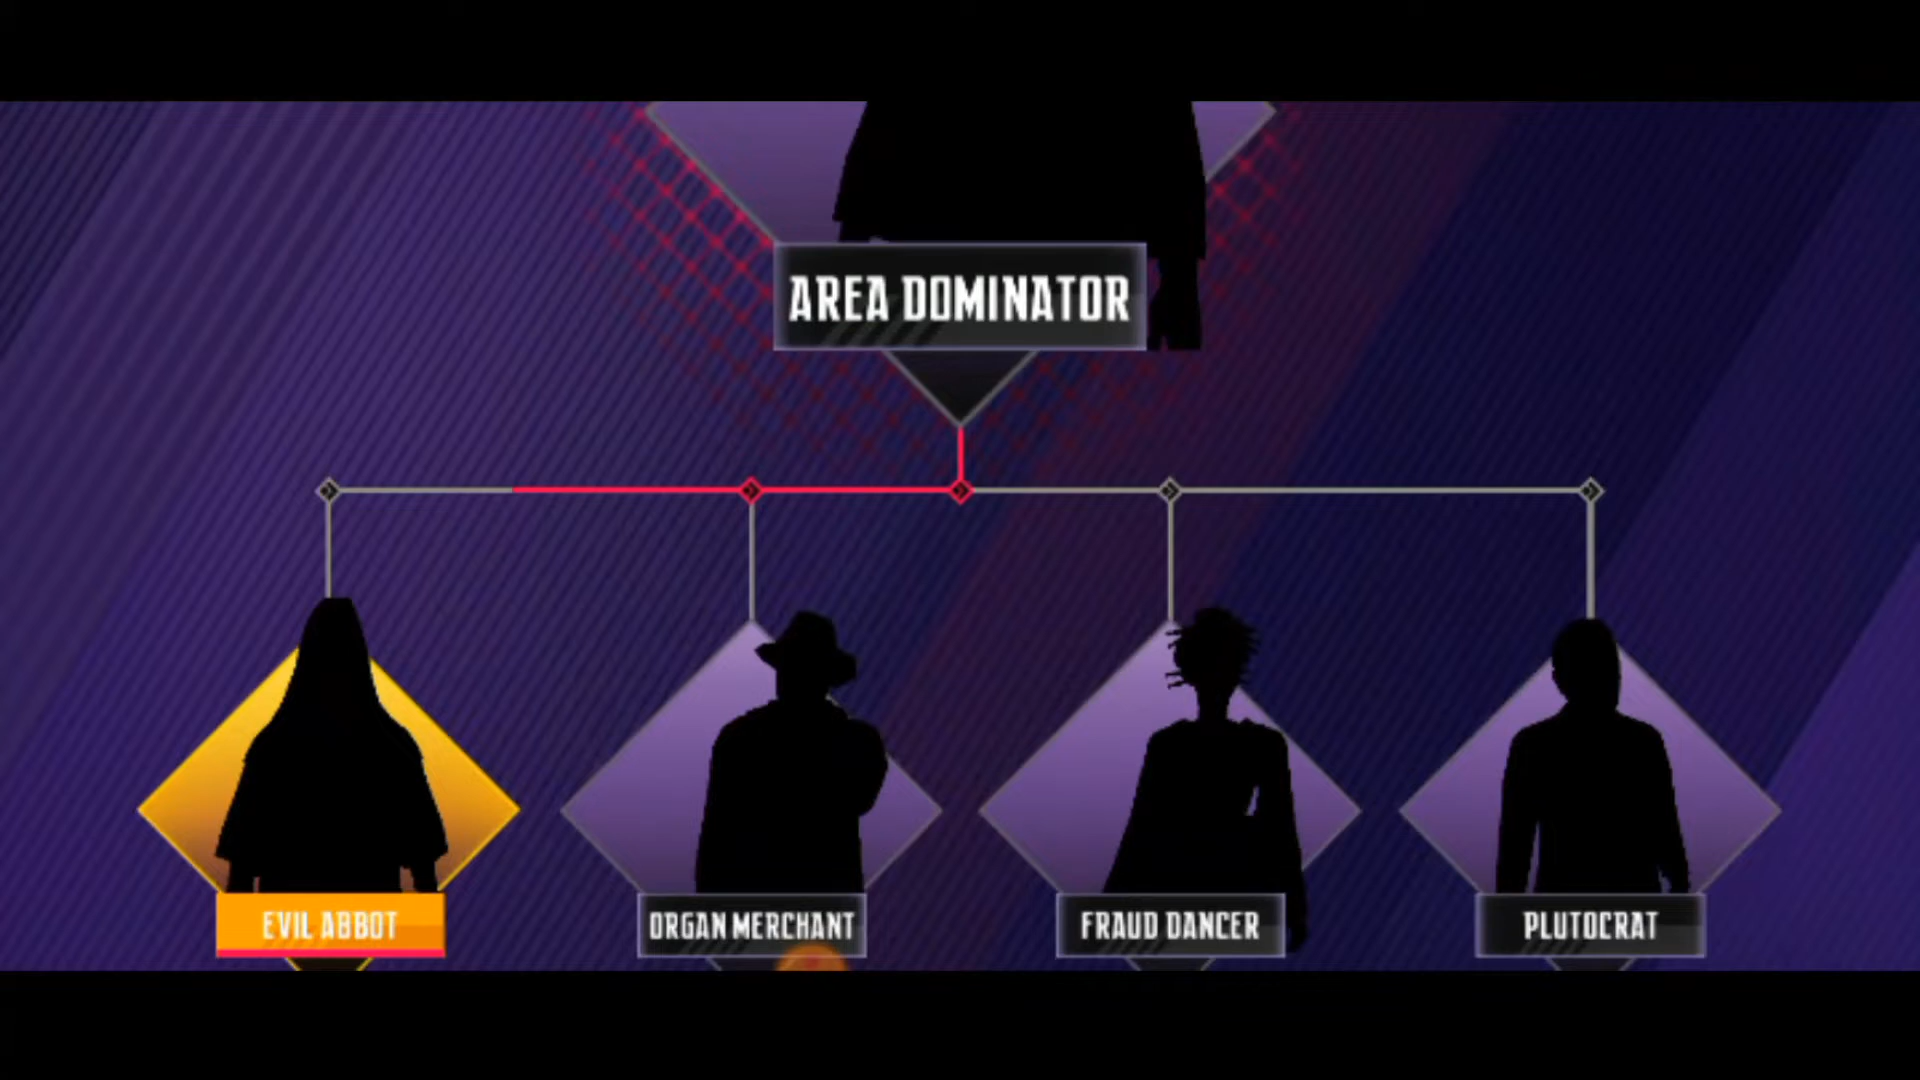 AREA DOMINATOR
EVIL ABBOT
ORGAN MERCHANT
FRAUD DANCER
PLUTOCRAT